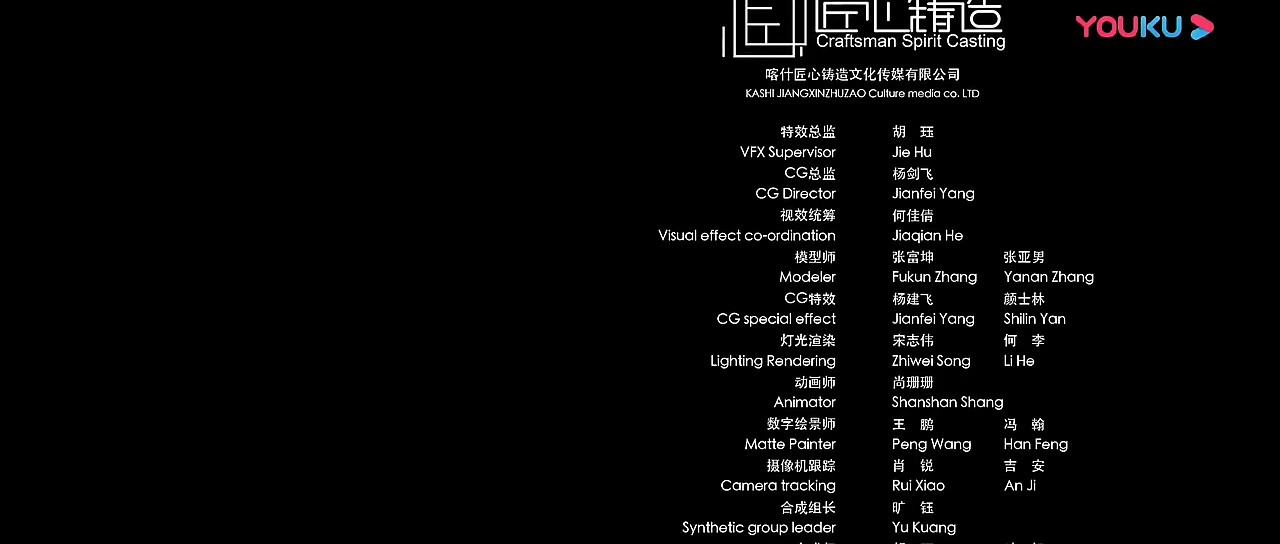 匠心铸造
YOUKU
Craftsman Spirit Casting
喀什匠心铸造文化传媒有限公司
KASHI JIANGXINZHUZAO Culture media co. LTD
特效总监 胡 珏
VFX Supervisor Jie Hu
CG总监 杨剑飞
CG Director Jianfei Yang
视效统筹 何佳倩
Visual effect co-ordination Jiaqian He
模型师 张富坤 张亚男
Modeler Fukun Zhang Yanan Zhang
CG特效 杨建飞 颜士林
CG special effect Jianfei Yang Shilin Yan
灯光渲染 宋志伟 何 李
Lighting Rendering Zhiwei Song Li He
动画师 尚珊珊
Animator Shanshan Shang
数字绘景师 王 鹏 冯 翰
Matte Painter Peng Wang Han Feng
摄像机跟踪 肖 锐 吉 安
Camera tracking Rui Xiao An Ji
合成组长 旷 钰
Synthetic group leader Yu Kuang